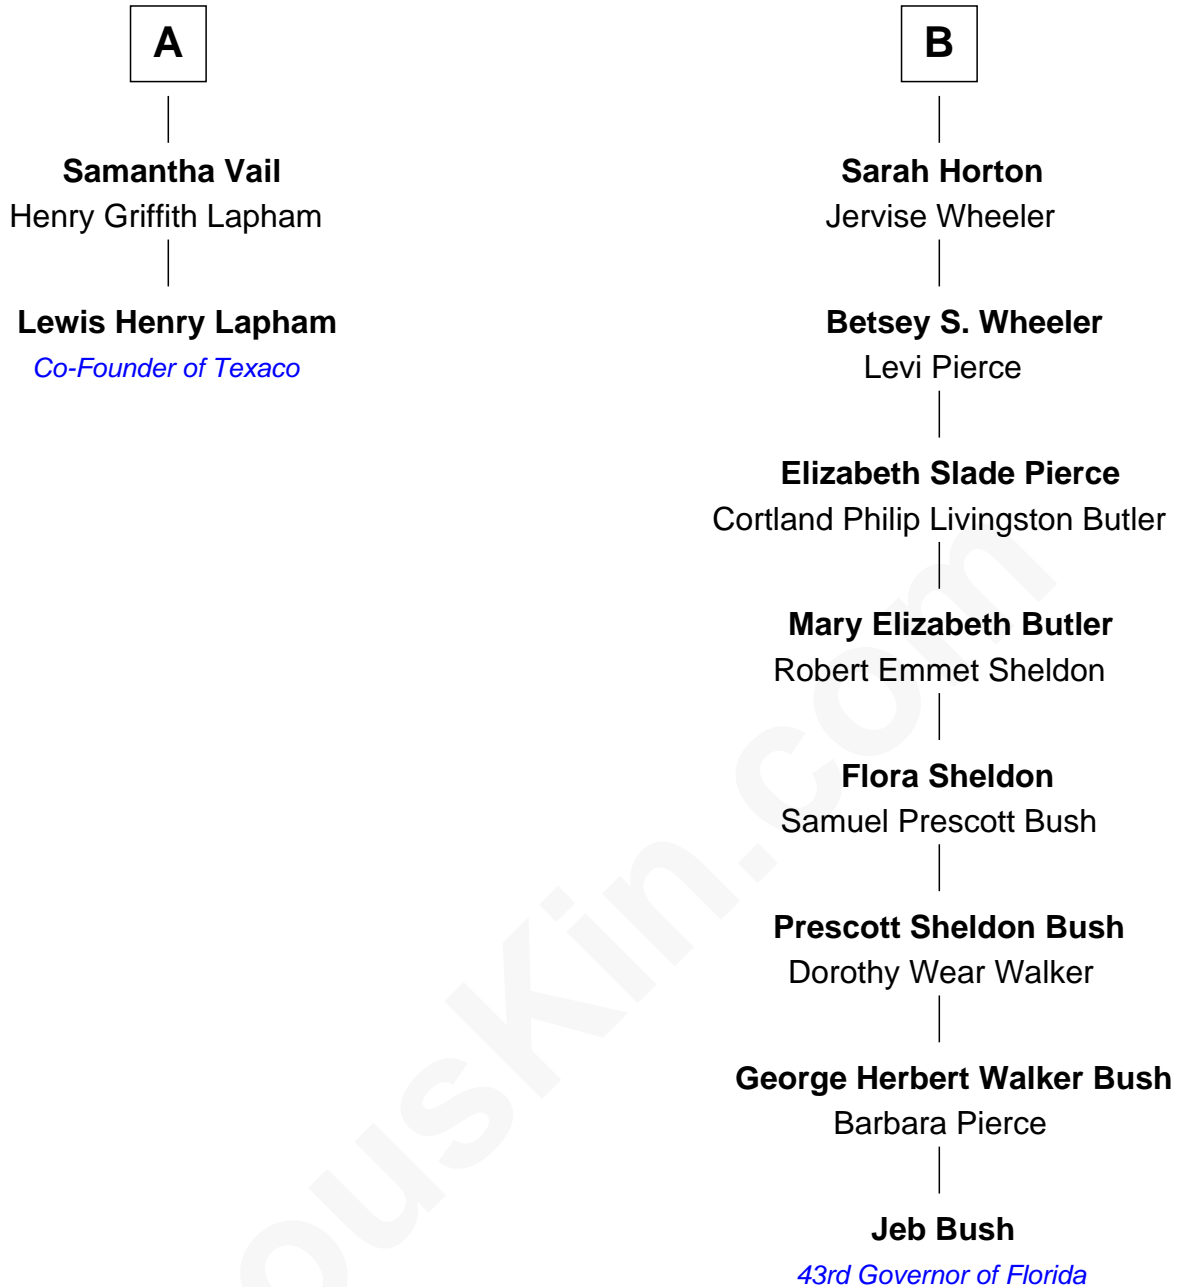 A
Samantha Vail
Henry Griffith Lapham
Lewis Henry Lapham
Co-Founder of Texaco
B
Sarah Horton
Jervise Wheeler
Betsey S. Wheeler
Levi Pierce
Elizabeth Slade Pierce
Cortland Philip Livingston Butler
Mary Elizabeth Butler
Robert Emmet Sheldon
Flora Sheldon
Samuel Prescott Bush
Prescott Sheldon Bush
Dorothy Wear Walker
George Herbert Walker Bush
Barbara Pierce
Jeb Bush
43rd Governor of Florida
ousKin.com